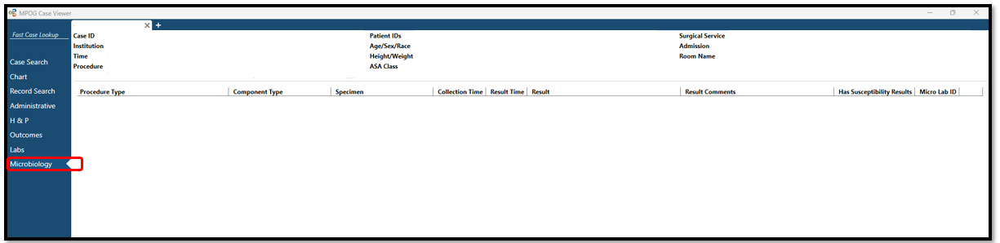 MPOG Case Viewer
Fast Case Lookup
Case ID Patient IDs Surgical Service
Institution Age/Sex/Race Admission
Time Height/Weight Room Name
Procedure ASA Class
Case Search
Chart
Record Search
Administrative
H & P
Outcomes
Labs
Microbiology
Procedure Type Component Type Specimen Collection Time Result Time Result Result Comments Has Susceptibility Results Micro Lab ID